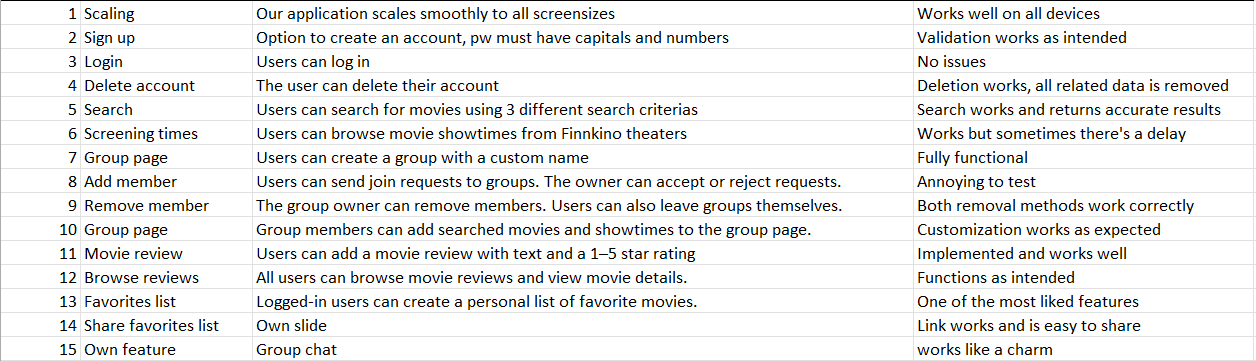 1 Scaling Our application scales smoothly to all screensizes Works well on all devices
2 Sign up Option to create an account, pw must have capitals and numbers Validation works as intended
3 Login Users can log in No issues
4 Delete account The user can delete their account Deletion works, all related data is removed
5 Search Users can search for movies using 3 different search criterias Search works and returns accurate results
6 Screening times Users can browse movie showtimes from Finnkino theaters Works but sometimes there's a delay
7 Group page Users can create a group with a custom name Fully functional
8 Add member Users can send join requests to groups. The owner can accept or reject requests. Annoying to test
9 Remove member The group owner can remove members. Users can also leave groups themselves. Both removal methods work correctly
10 Group page Group members can add searched movies and showtimes to the group page. Customization works as expected
11 Movie review Users can add a movie review with text and a 1–5 star rating Implemented and works well
12 Browse reviews All users can browse movie reviews and view movie details. Functions as intended
13 Favorites list Logged-in users can create a personal list of favorite movies. One of the most liked features
14 Share favorites list Own slide Link works and is easy to share
15 Own feature Group chat works like a charm